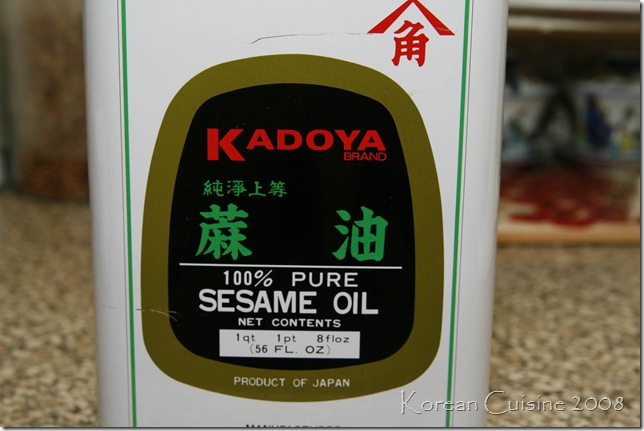 角
KADOYA
BRAND
純淨上等
蔴 油
100% PURE
SESAME OIL
NET CONTENTS
1qt 1pt 8floz
(56 FL. OZ)
PRODUCT OF JAPAN
Korean Cuisine 2008